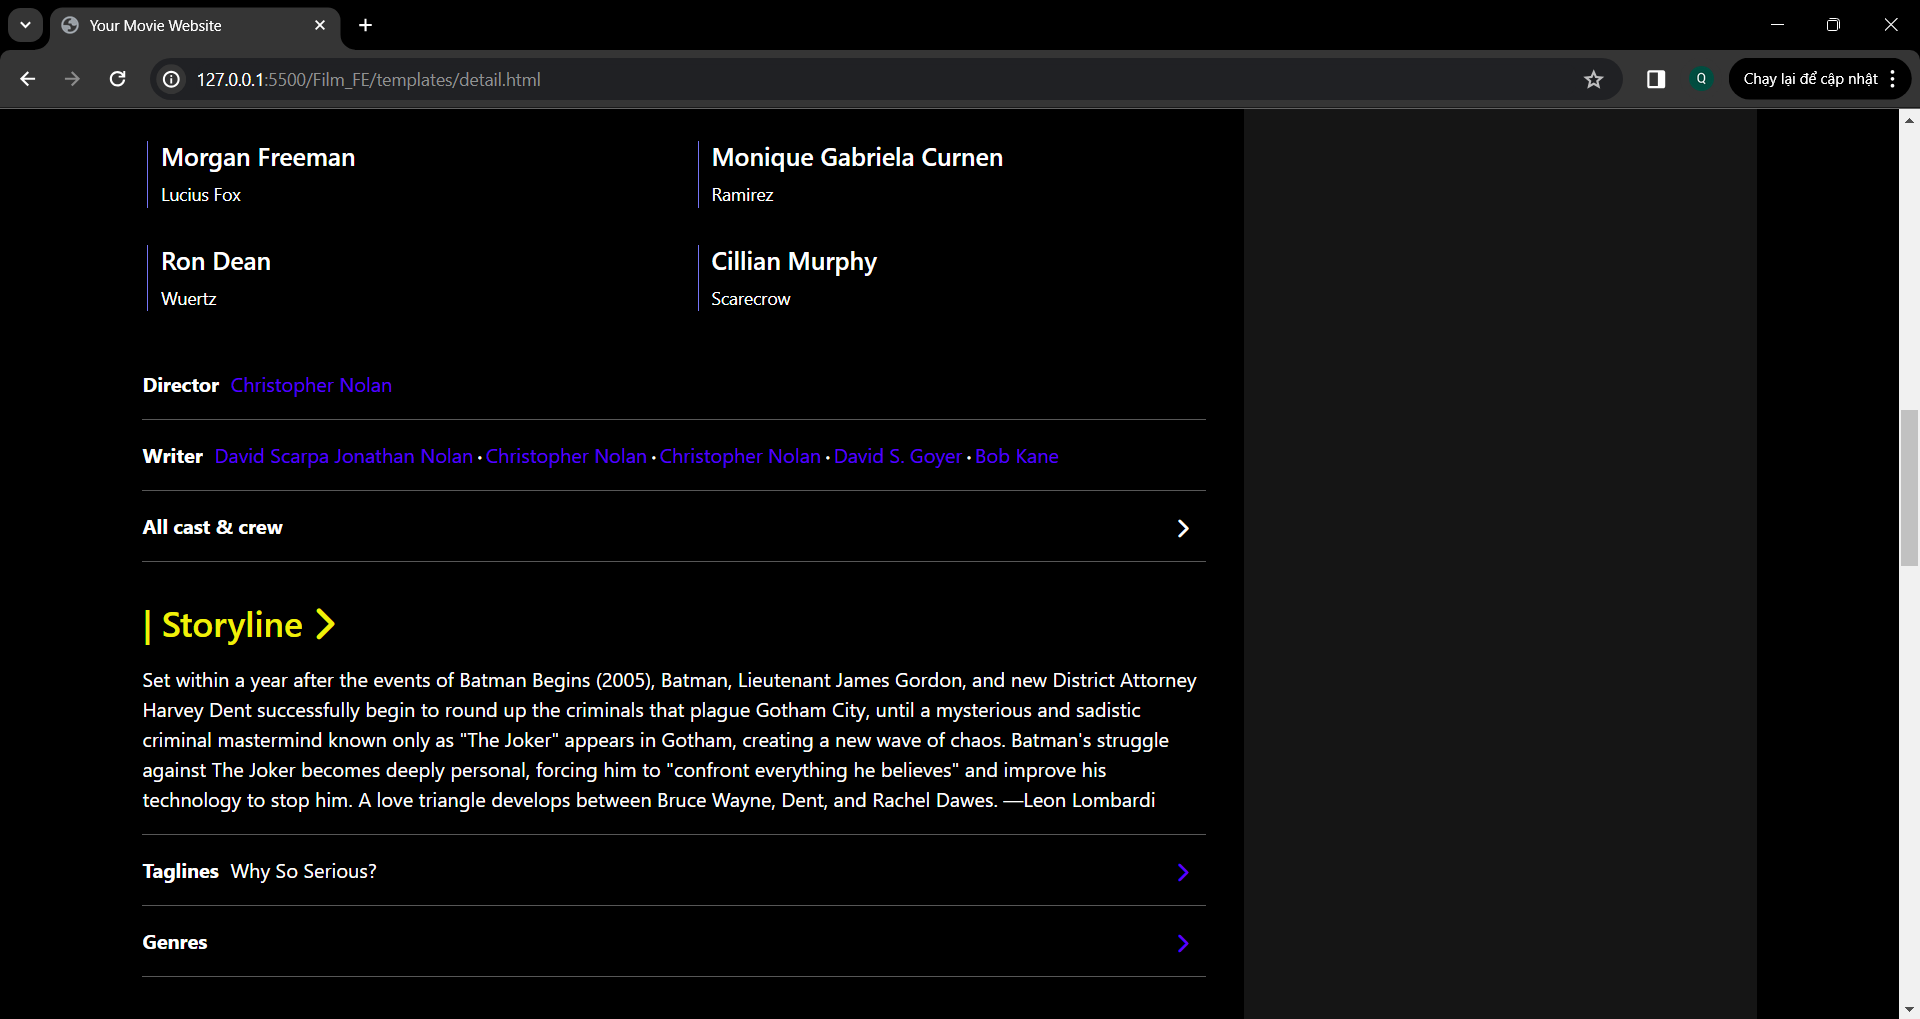 Your Movie Website
127.0.0.1:5500/Film_FE/templates/detail.html
Q
Chạy lại để cập nhật
Morgan Freeman
Lucius Fox
Monique Gabriela Curnen
Ramirez
Ron Dean
Wuertz
Cillian Murphy
Scarecrow
Director Christopher Nolan
Writer David Scarpa Jonathan Nolan • Christopher Nolan • Christopher Nolan • David S. Goyer • Bob Kane
All cast & crew
| Storyline
Set within a year after the events of Batman Begins (2005), Batman, Lieutenant James Gordon, and new District Attorney
Harvey Dent successfully begin to round up the criminals that plague Gotham City, until a mysterious and sadistic
criminal mastermind known only as "The Joker" appears in Gotham, creating a new wave of chaos. Batman's struggle
against The Joker becomes deeply personal, forcing him to "confront everything he believes" and improve his
technology to stop him. A love triangle develops between Bruce Wayne, Dent, and Rachel Dawes. —Leon Lombardi
Taglines Why So Serious?
Genres